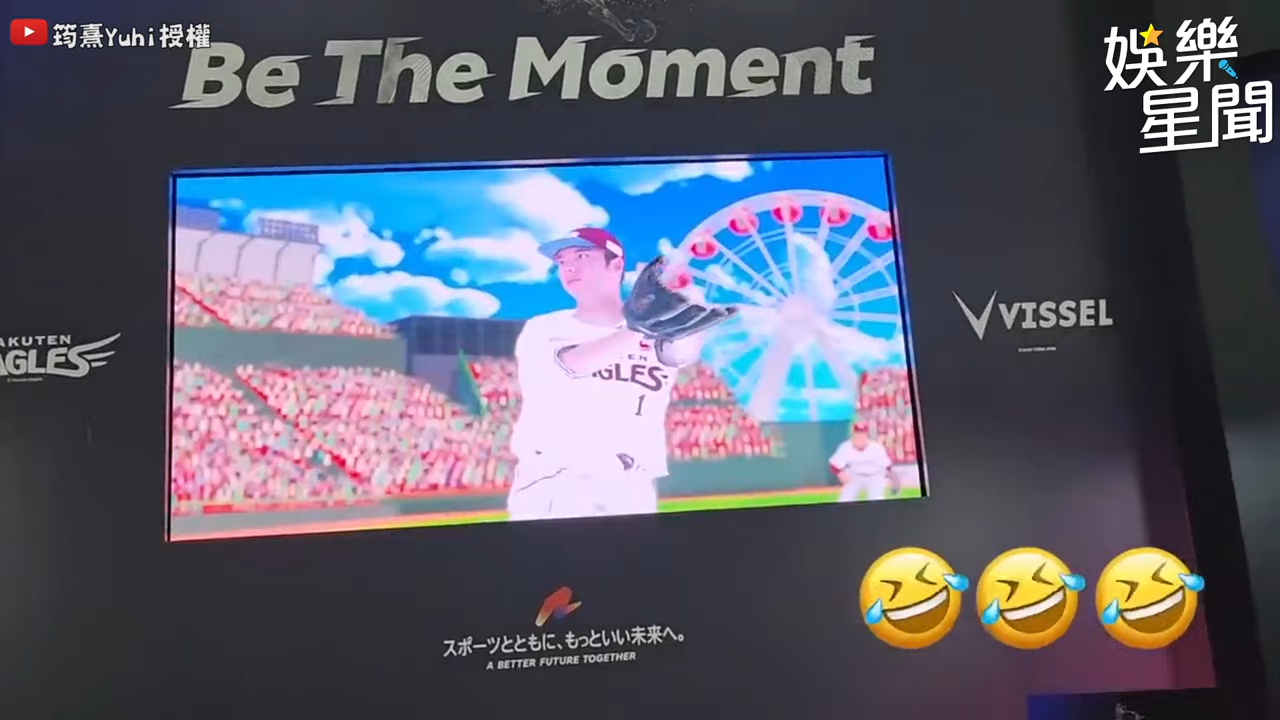 筠熹Yuhi授權
娛樂
星聞
Be The Moment
AKUTEN
AGLES
VISSEL
EN
GLES
1
スポーツとともに、もっといい未来へ。
A BETTER FUTURE TOGETHER